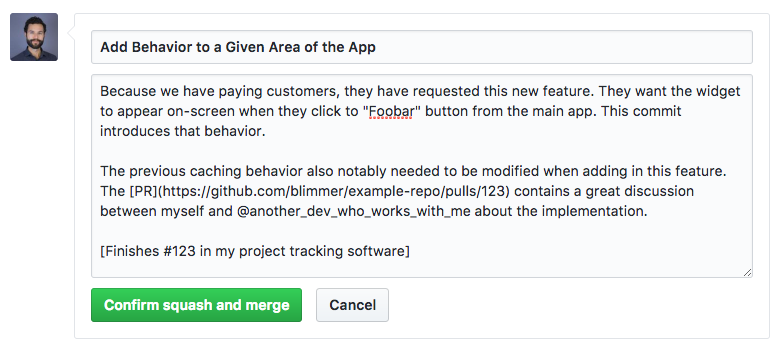 Add Behavior to a Given Area of the App
Because we have paying customers, they have requested this new feature. They want the widget
to appear on-screen when they click to "Foobar" button from the main app. This commit
introduces that behavior.
The previous caching behavior also notably needed to be modified when adding in this feature.
The [PR](https://github.com/blimmer/example-repo/pulls/123) contains a great discussion
between myself and @another_dev_who_works_with_me about the implementation.
[Finishes #123 in my project tracking software]
Confirm squash and merge
Cancel